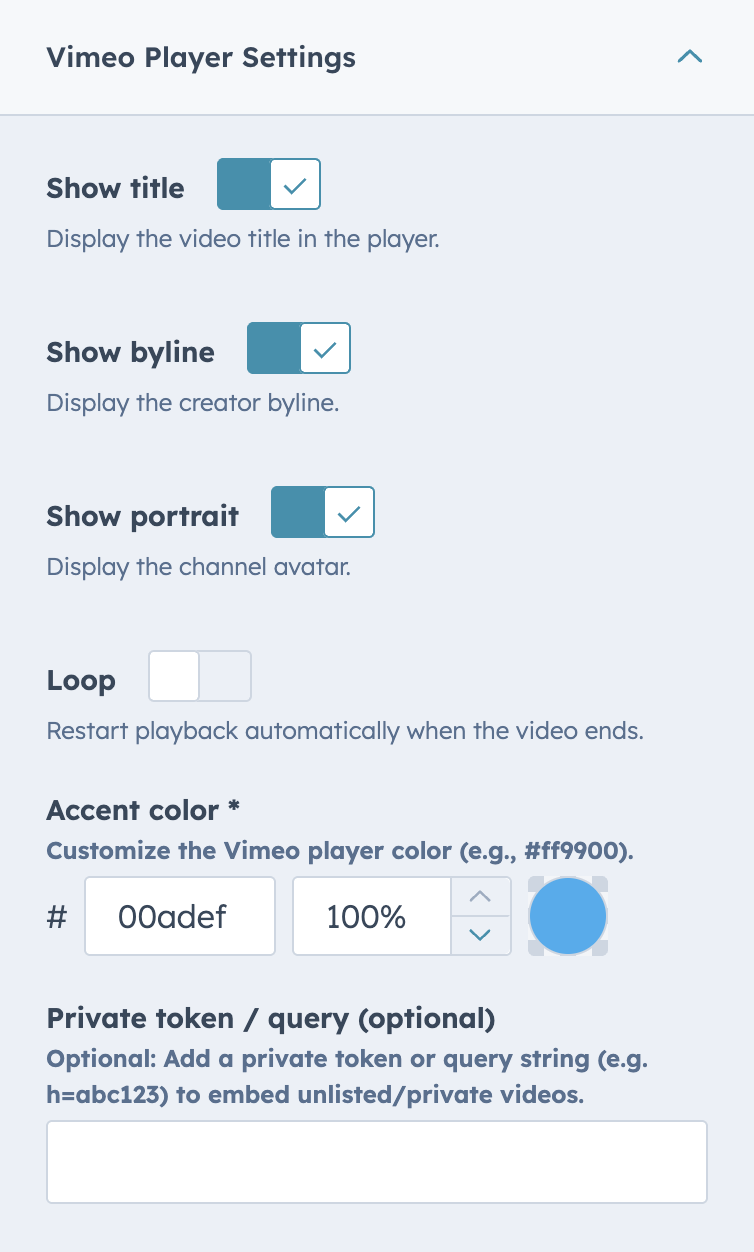 Vimeo Player Settings
Show title
Display the video title in the player.
Show byline
Display the creator byline.
Show portrait
Display the channel avatar.
Loop
Restart playback automatically when the video ends.
Accent color *
Customize the Vimeo player color (e.g., #ff9900).
# 00adef 100%
Private token / query (optional)
Optional: Add a private token or query string (e.g.
h=abc123) to embed unlisted/private videos.